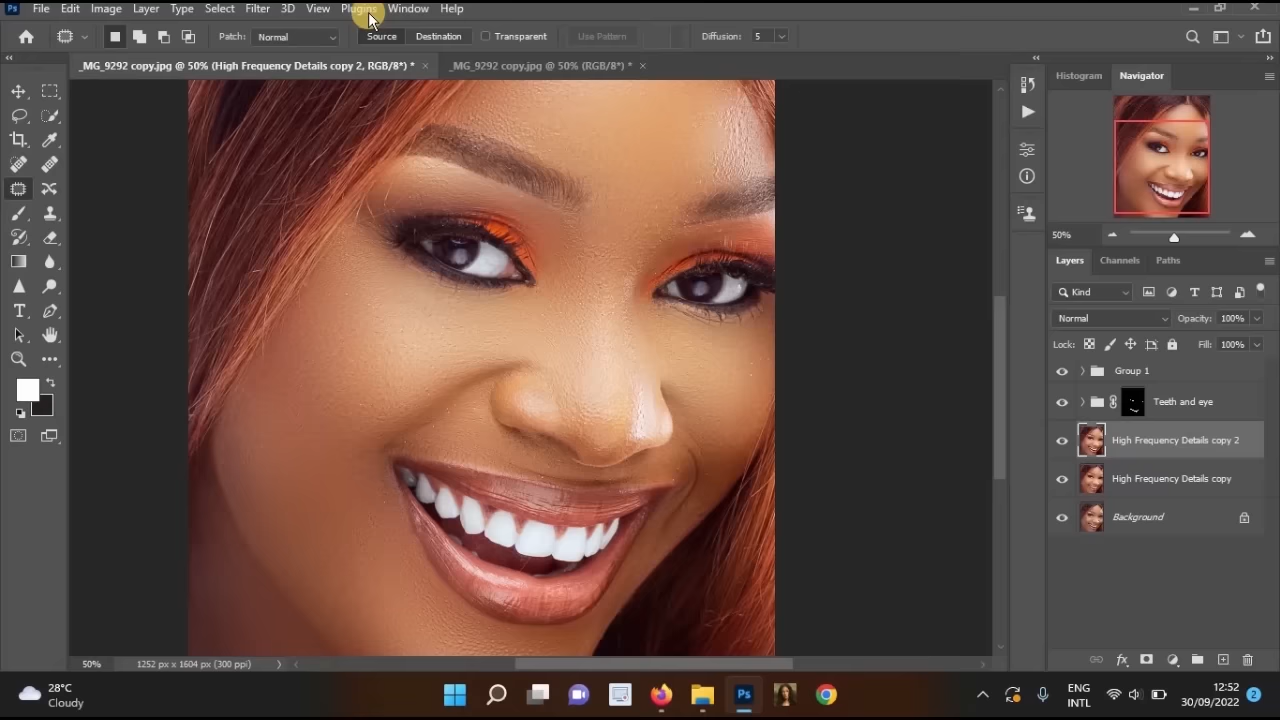 Ps File Edit Image Layer Type Select Filter 3D View Plugins Window Help
Patch: Normal Source Destination Transparent Use Pattern Diffusion: 5
_MG_9292 copy.jpg @ 50% (High Frequency Details copy 2, RGB/8*) * × _MG_9292 copy.jpg @ 50% (RGB/8*) * ×
Histogram Navigator
50%
Layers Channels Paths
Kind
Normal Opacity: 100%
Lock: Fill: 100%
Group 1
Teeth and eye
High Frequency Details copy 2
High Frequency Details copy
Background
50% 1252 px x 1604 px (300 ppi)
28°C
Cloudy
Ps
ENG
INTL
12:52
30/09/2022
2